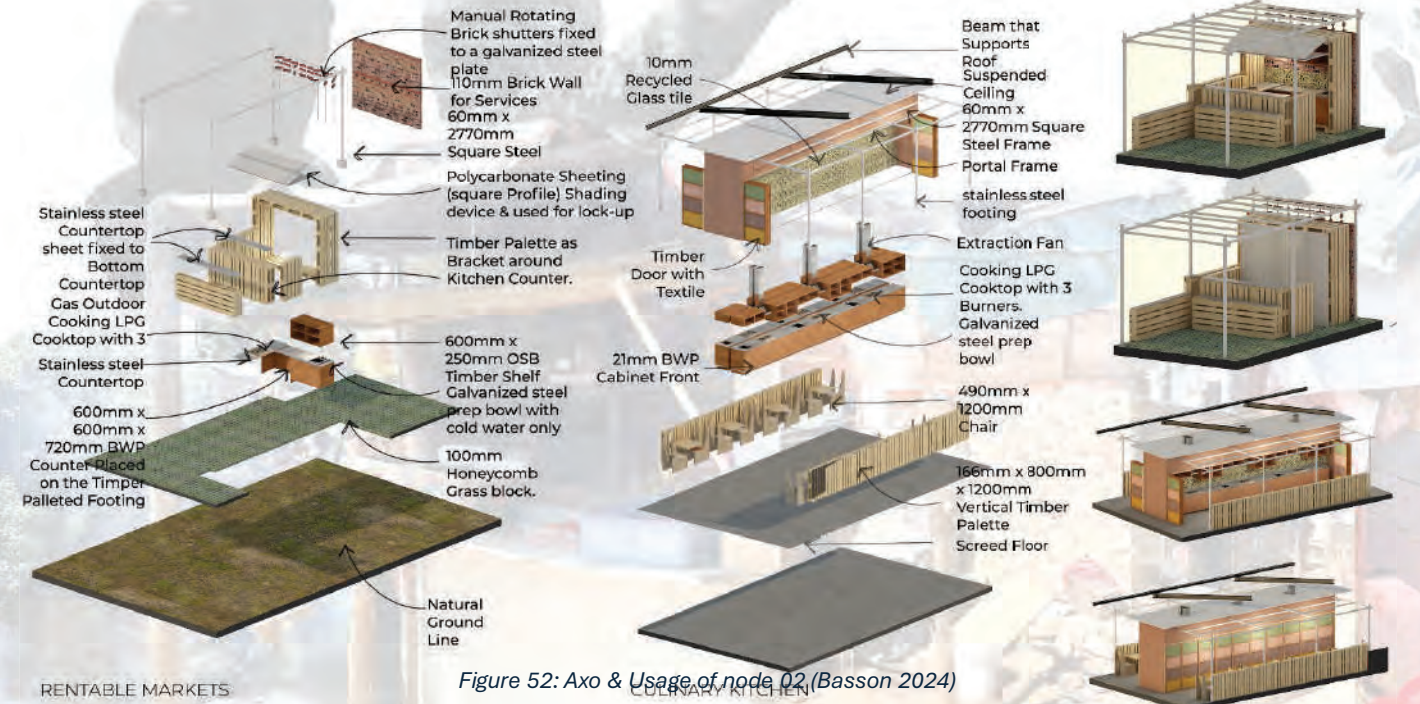 Manual Rotating
Brick shutters fixed
to a galvanized steel
plate
110mm Brick Wall
for Services
60mm x
2770mm
Square Steel
Polycarbonate Sheeting
(square Profile) Shading
device & used for lock-up
Timber Palette as
Bracket around
Kitchen Counter.
600mm x
250mm OSB
Timber Shelf
Galvanized steel
prep bowl with
cold water only
100mm
Honeycomb
Grass block.
Natural
Ground
Line
Stainless steel
Countertop
sheet fixed to
Bottom
Countertop
Gas Outdoor
Cooking LPG
Cooktop with 3
Stainless steel
Countertop
600mm x
600mm x
720mm BWP
Counter Placed
on the Timper
Palleted Footing
RENTABLE MARKETS
10mm
Recycled
Glass tile
Timber
Door with
Textile
21mm BWP
Cabinet Front
Beam that
Supports
Roof
Suspended
Ceiling
60mm x
2770mm Square
Steel Frame
Portal Frame
stainless steel
footing
Extraction Fan
Cooking LPG
Cooktop with 3
Burners.
Galvanized
steel prep
bowl
490mm x
1200mm
Chair
166mm x 800mm
x 1200mm
Vertical Timber
Palette
Screed Floor
CULINARY KITCHEN
Figure 52: Axo & Usage of node 02 (Basson 2024)